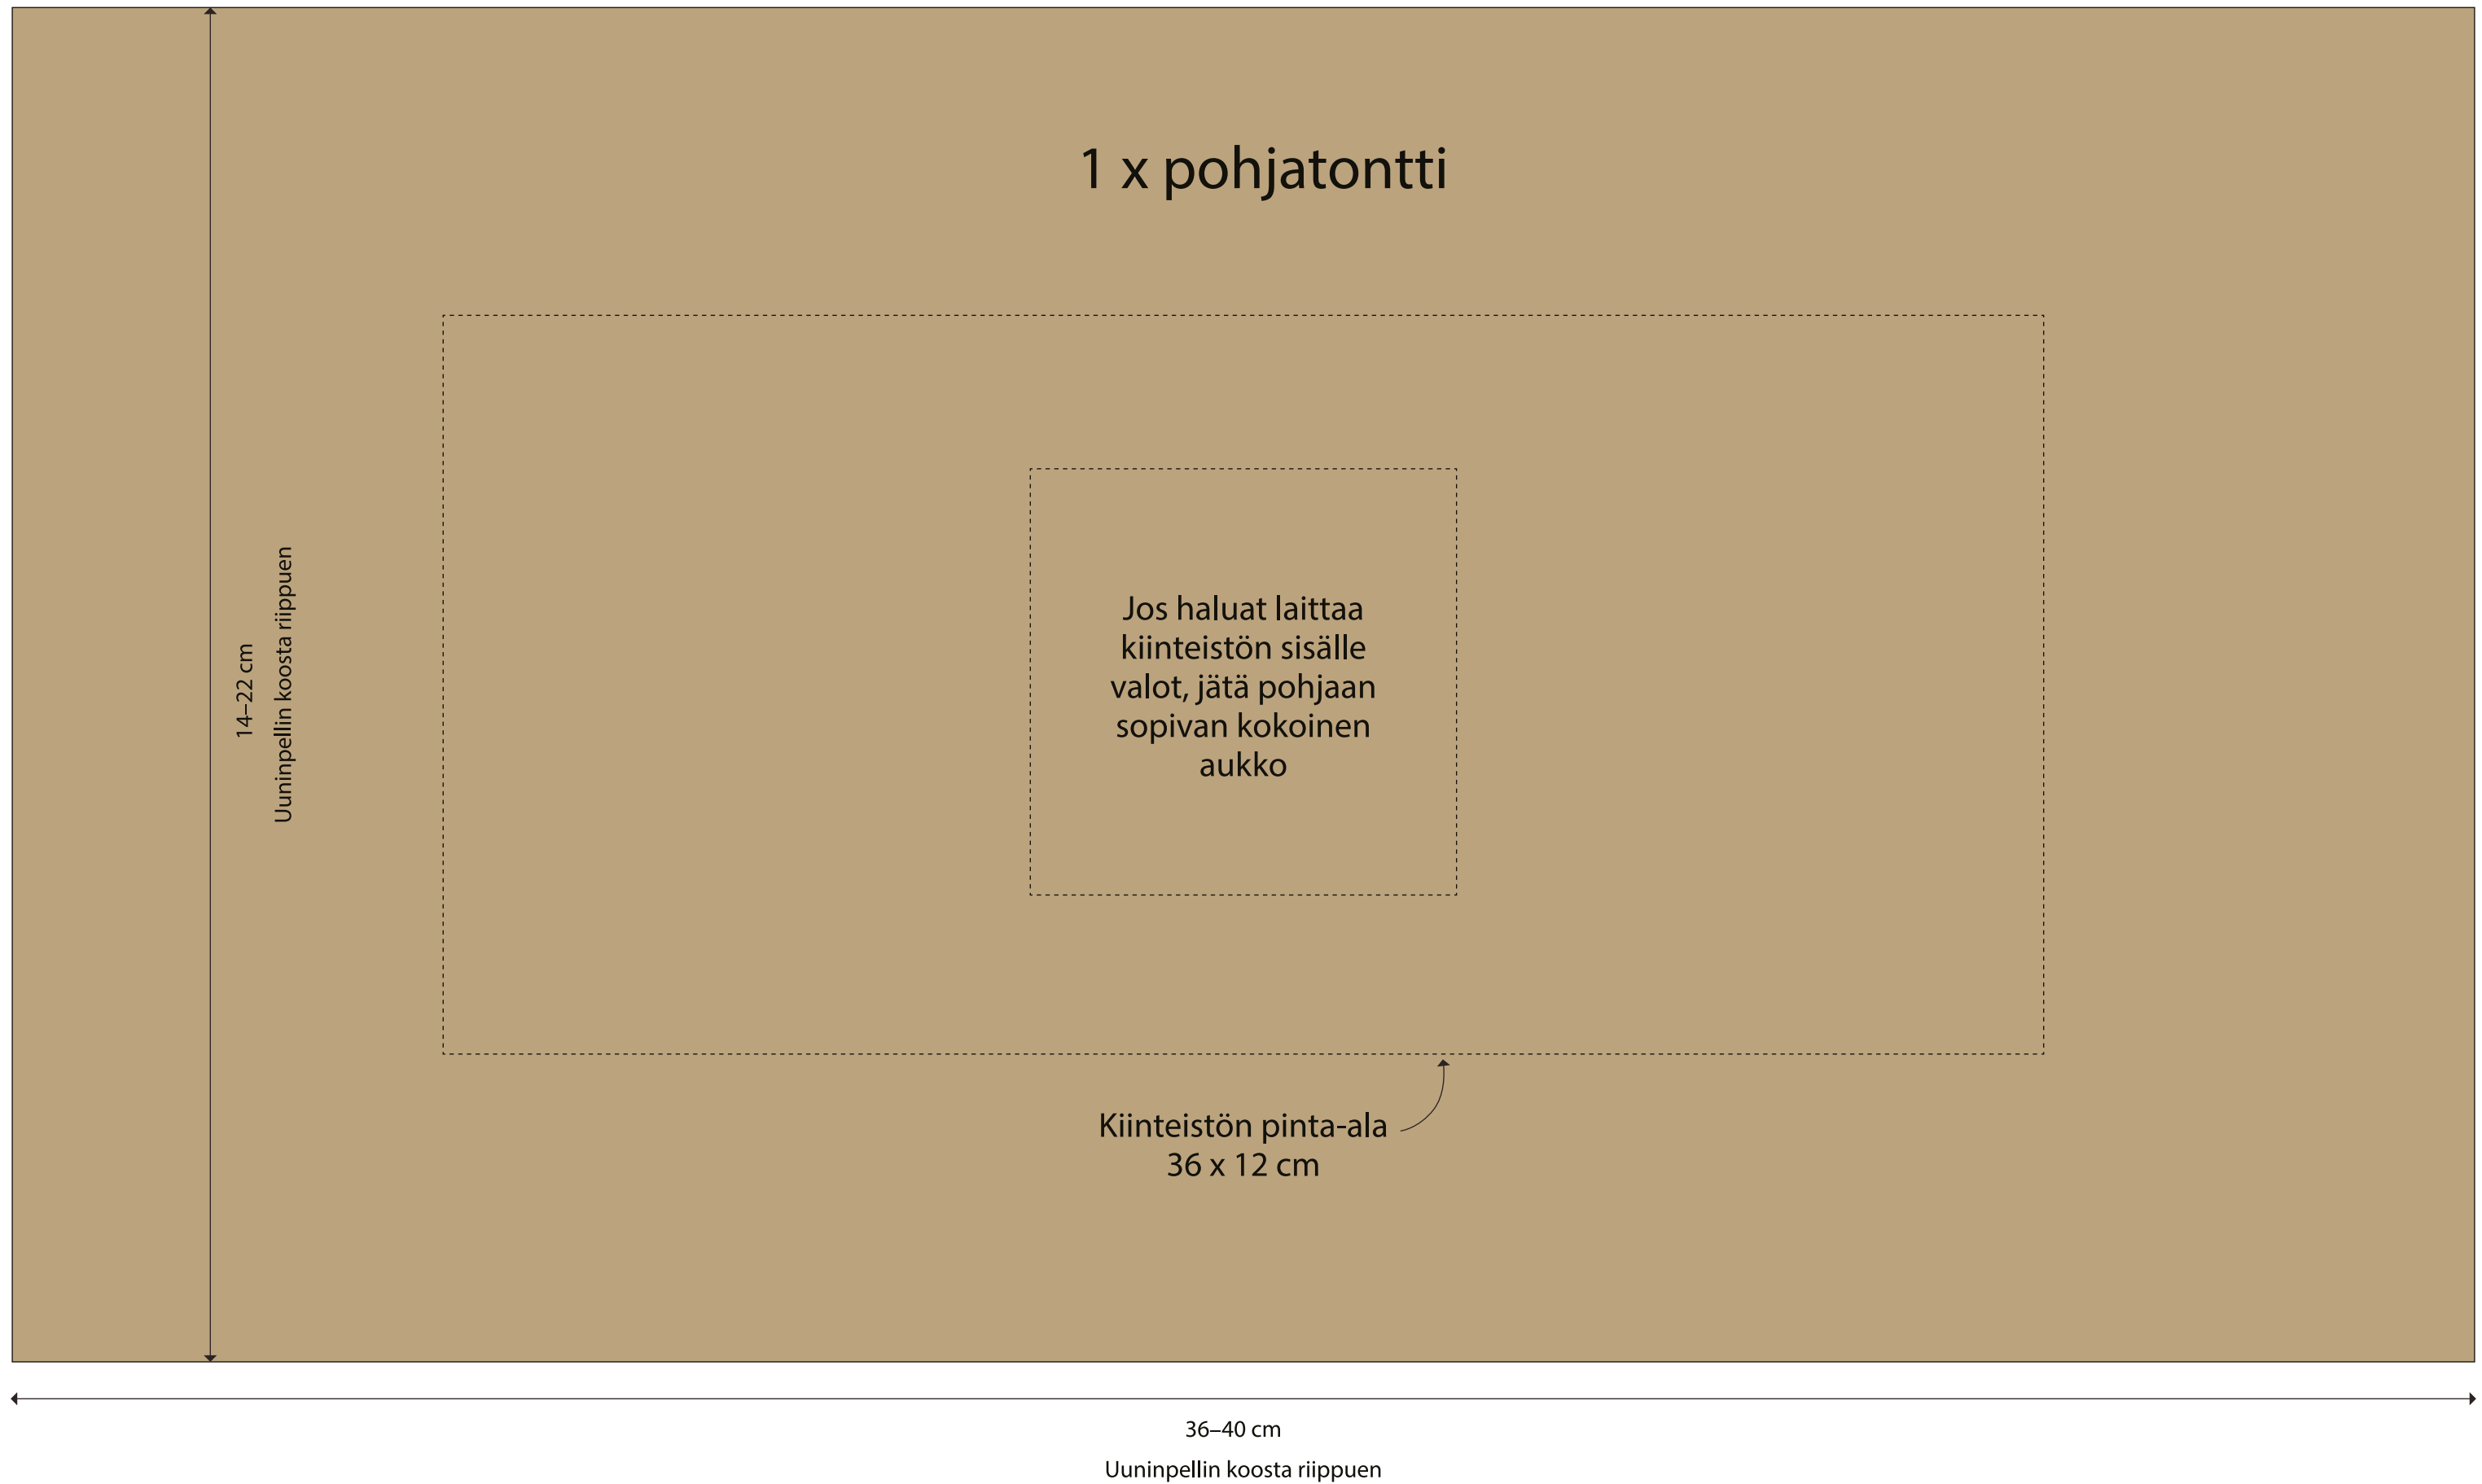 1 x pohjatontti
14–22 cm
Uuninpellin koosta riippuen
Jos haluat laittaa
kiinteistön sisälle
valot, jätä pohjaan
sopivan kokoinen
aukko
Kiinteistön pinta-ala
36 x 12 cm
36–40 cm
Uuninpellin koosta riippuen